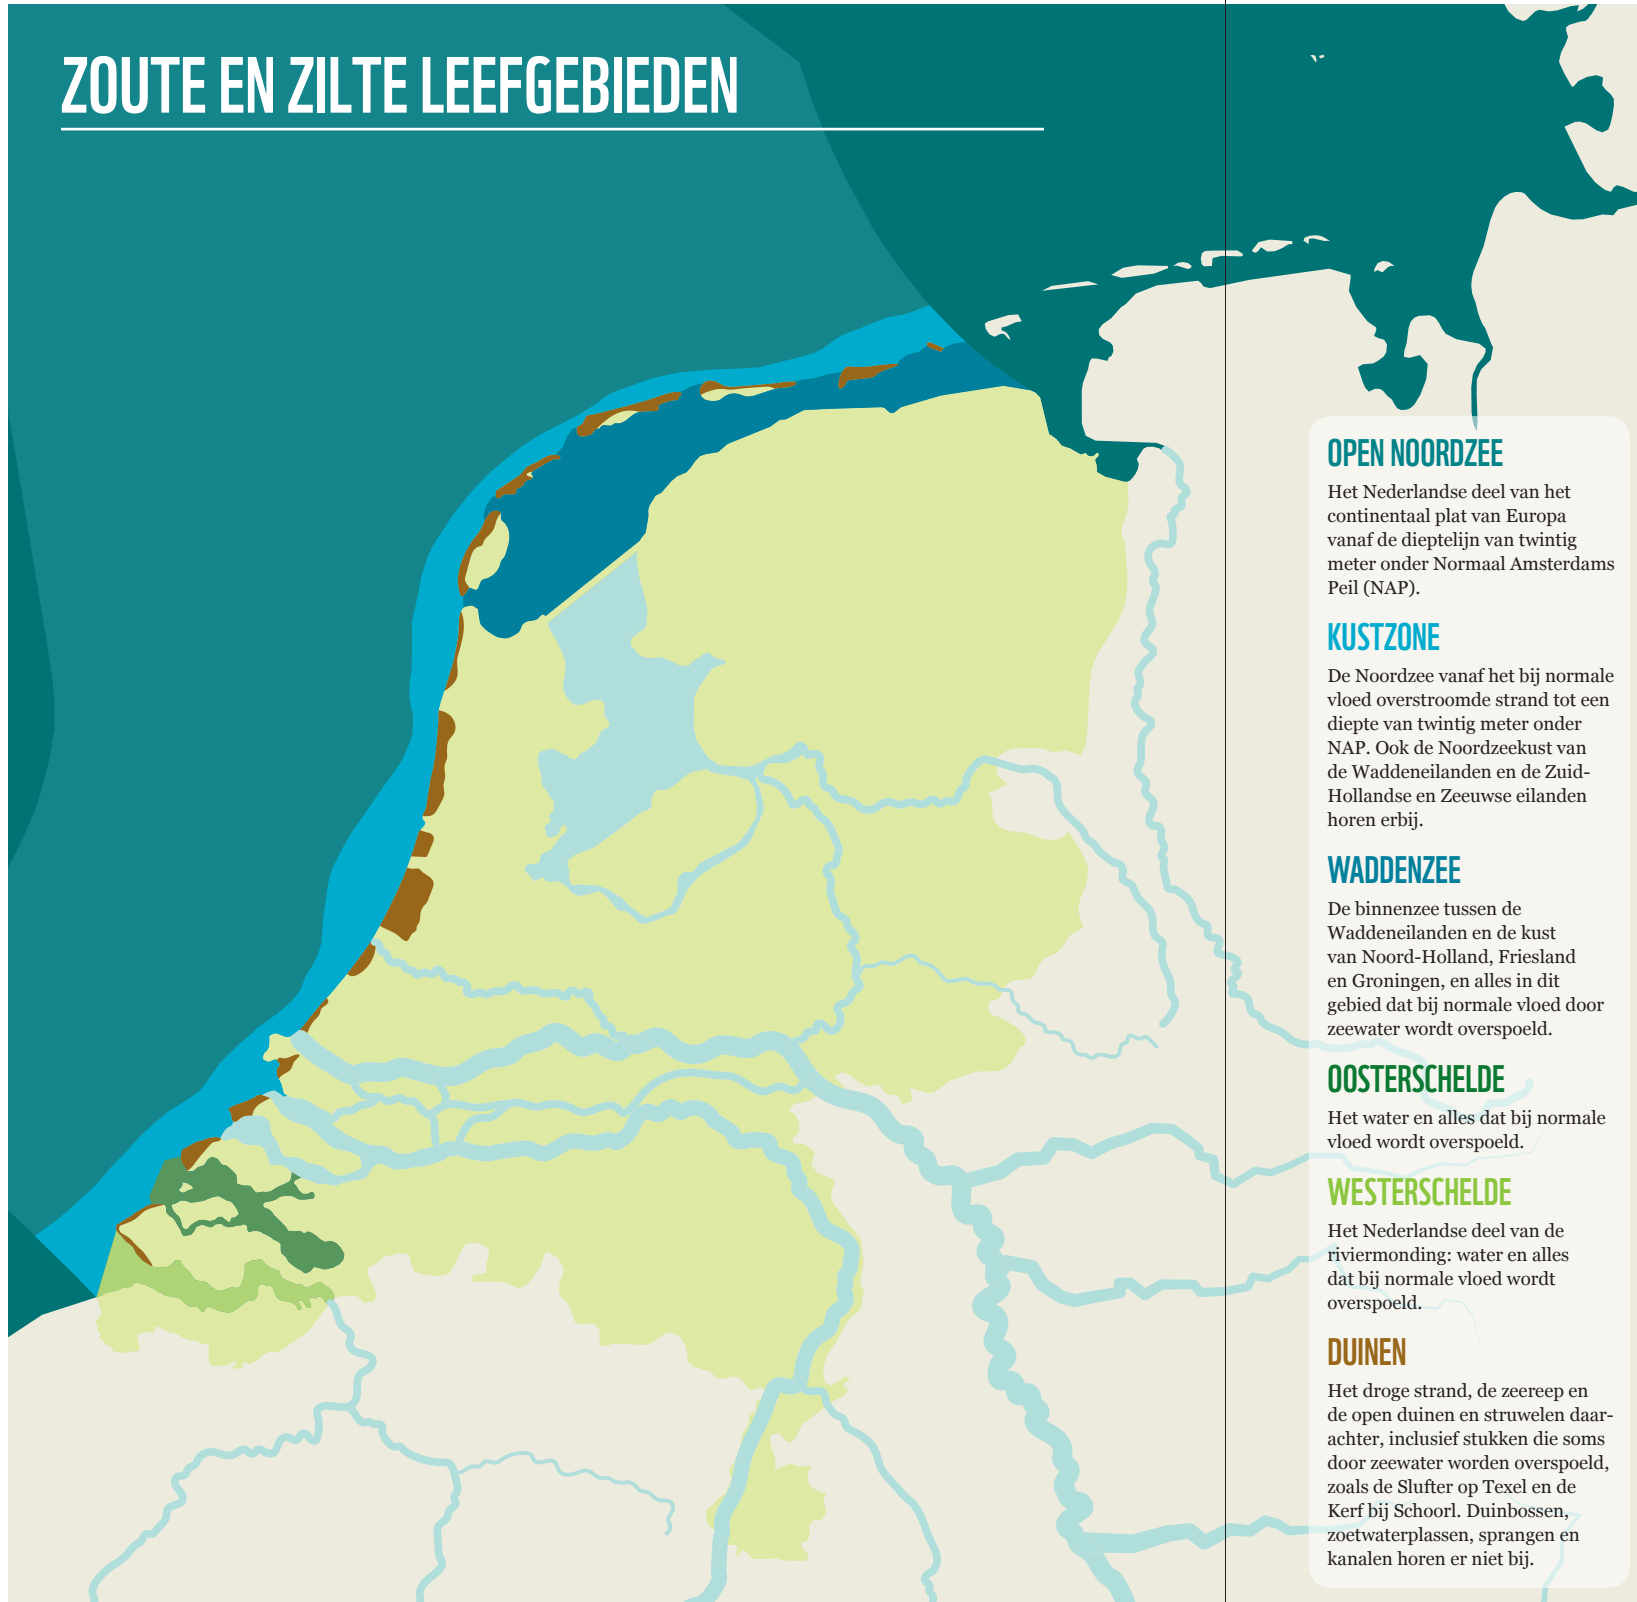 ZOUTE EN ZILTE LEEFGEBIEDEN
OPEN NOORDZEE
Het Nederlandse deel van het
continentaal plat van Europa
vanaf de dieptelijn van twintig
meter onder Normaal Amsterdams
Peil (NAP).
KUSTZONE
De Noordzee vanaf het bij normale
vloed overstroomde strand tot een
diepte van twintig meter onder
NAP. Ook de Noordzeekust van
de Waddeneilanden en de Zuid-
Hollandse en Zeeuwse eilanden
horen erbij.
WADDENZEE
De binnenzee tussen de
Waddeneilanden en de kust
van Noord-Holland, Friesland
en Groningen, en alles in dit
gebied dat bij normale vloed door
zeewater wordt overspoeld.
OOSTERSCHELDE
Het water en alles dat bij normale
vloed wordt overspoeld.
WESTERSCHELDE
Het Nederlandse deel van de
riviermonding: water en alles
dat bij normale vloed wordt
overspoeld.
DUINEN
Het droge strand, de zeereep en
de open duinen en struwelen daar-
achter, inclusief stukken die soms
door zeewater worden overspoeld,
zoals de Slufter op Texel en de
Kerf bij Schoorl. Duinbossen,
zoetwaterplassen, sprangen en
kanalen horen er niet bij.